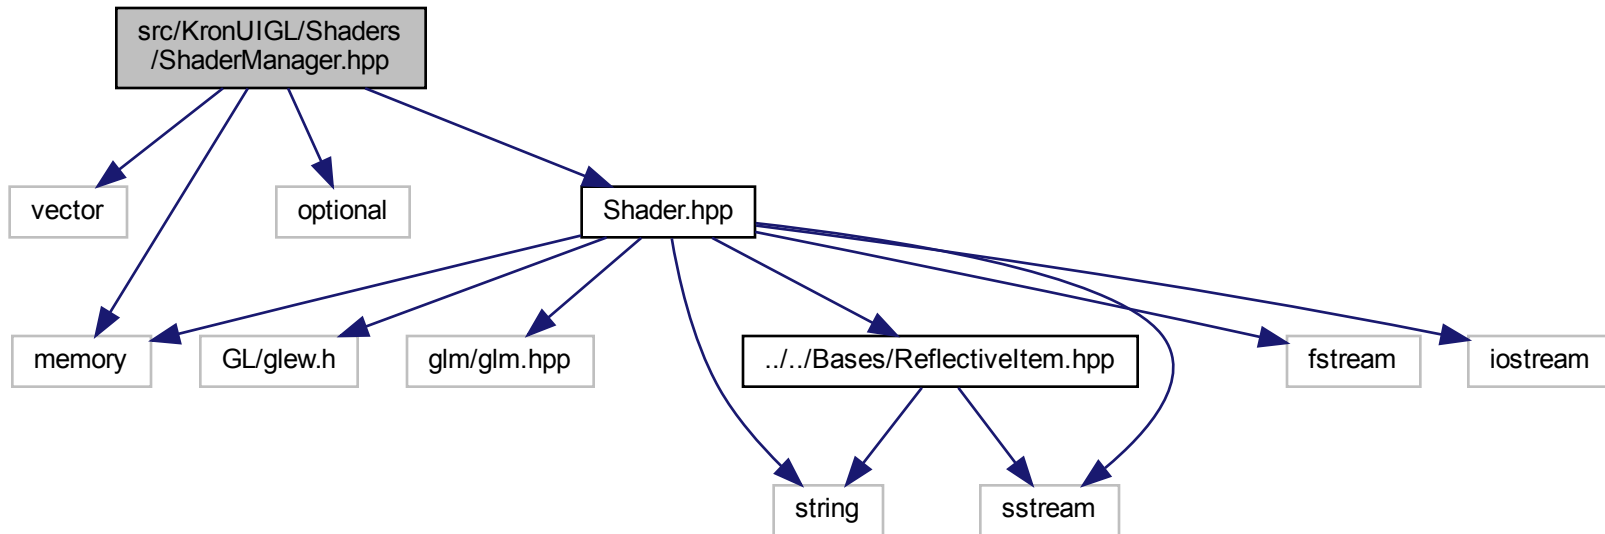 src/KronUIGL/Shaders
/ShaderManager.hpp
vector
optional
Shader.hpp
memory
GL/glew.h
glm/glm.hpp
../../Bases/ReflectiveItem.hpp
fstream
iostream
string
sstream